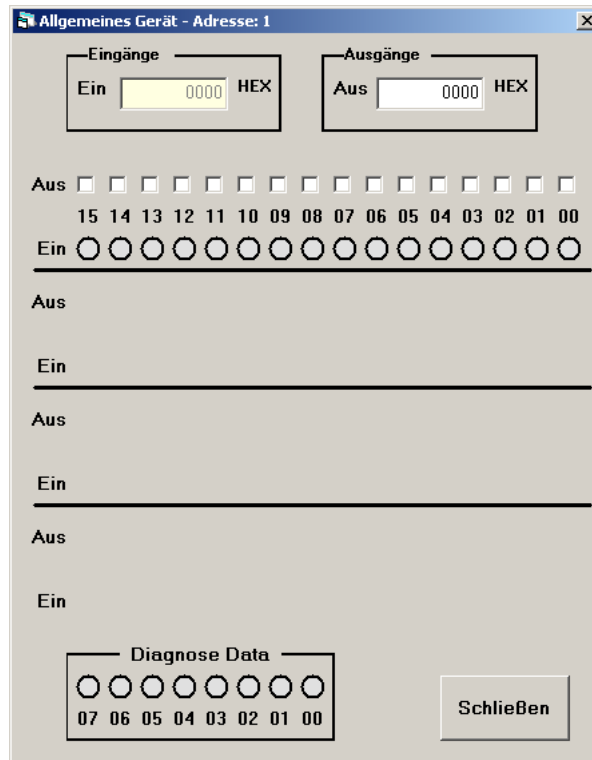 Allgemeines Gerät - Adresse: 1
Eingänge Ausgänge
Ein 0000 HEX Aus 0000 HEX
Aus
15 14 13 12 11 10 09 08 07 06 05 04 03 02 01 00
Ein
Aus
Ein
Aus
Ein
Aus
Ein
Diagnose Data
07 06 05 04 03 02 01 00
Schließen